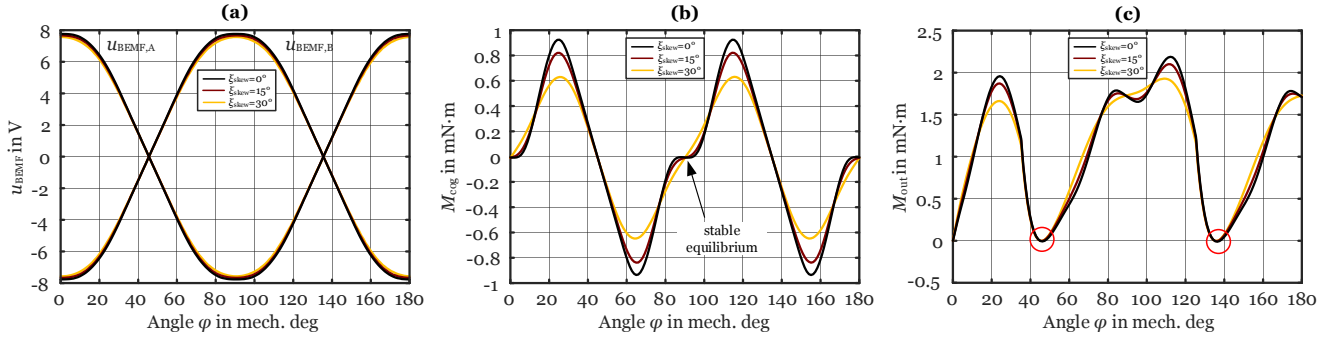 (a)
8
6
4
2
0
-2
-4
-6
-8
u_BEMF in V
u_BEMF,A
u_BEMF,B
ξ_skew=0°
ξ_skew=15°
ξ_skew=30°
0 20 40 60 80 100 120 140 160 180
Angle φ in mech. deg
(b)
1
0.8
0.6
0.4
0.2
0
-0.2
-0.4
-0.6
-0.8
-1
M_cog in mN·m
ξ_skew=0°
ξ_skew=15°
ξ_skew=30°
stable
equilibrium
0 20 40 60 80 100 120 140 160 180
Angle φ in mech. deg
(c)
2.5
2
1.5
1
0.5
0
-0.5
M_out in mN·m
ξ_skew=0°
ξ_skew=15°
ξ_skew=30°
0 20 40 60 80 100 120 140 160 180
Angle φ in mech. deg